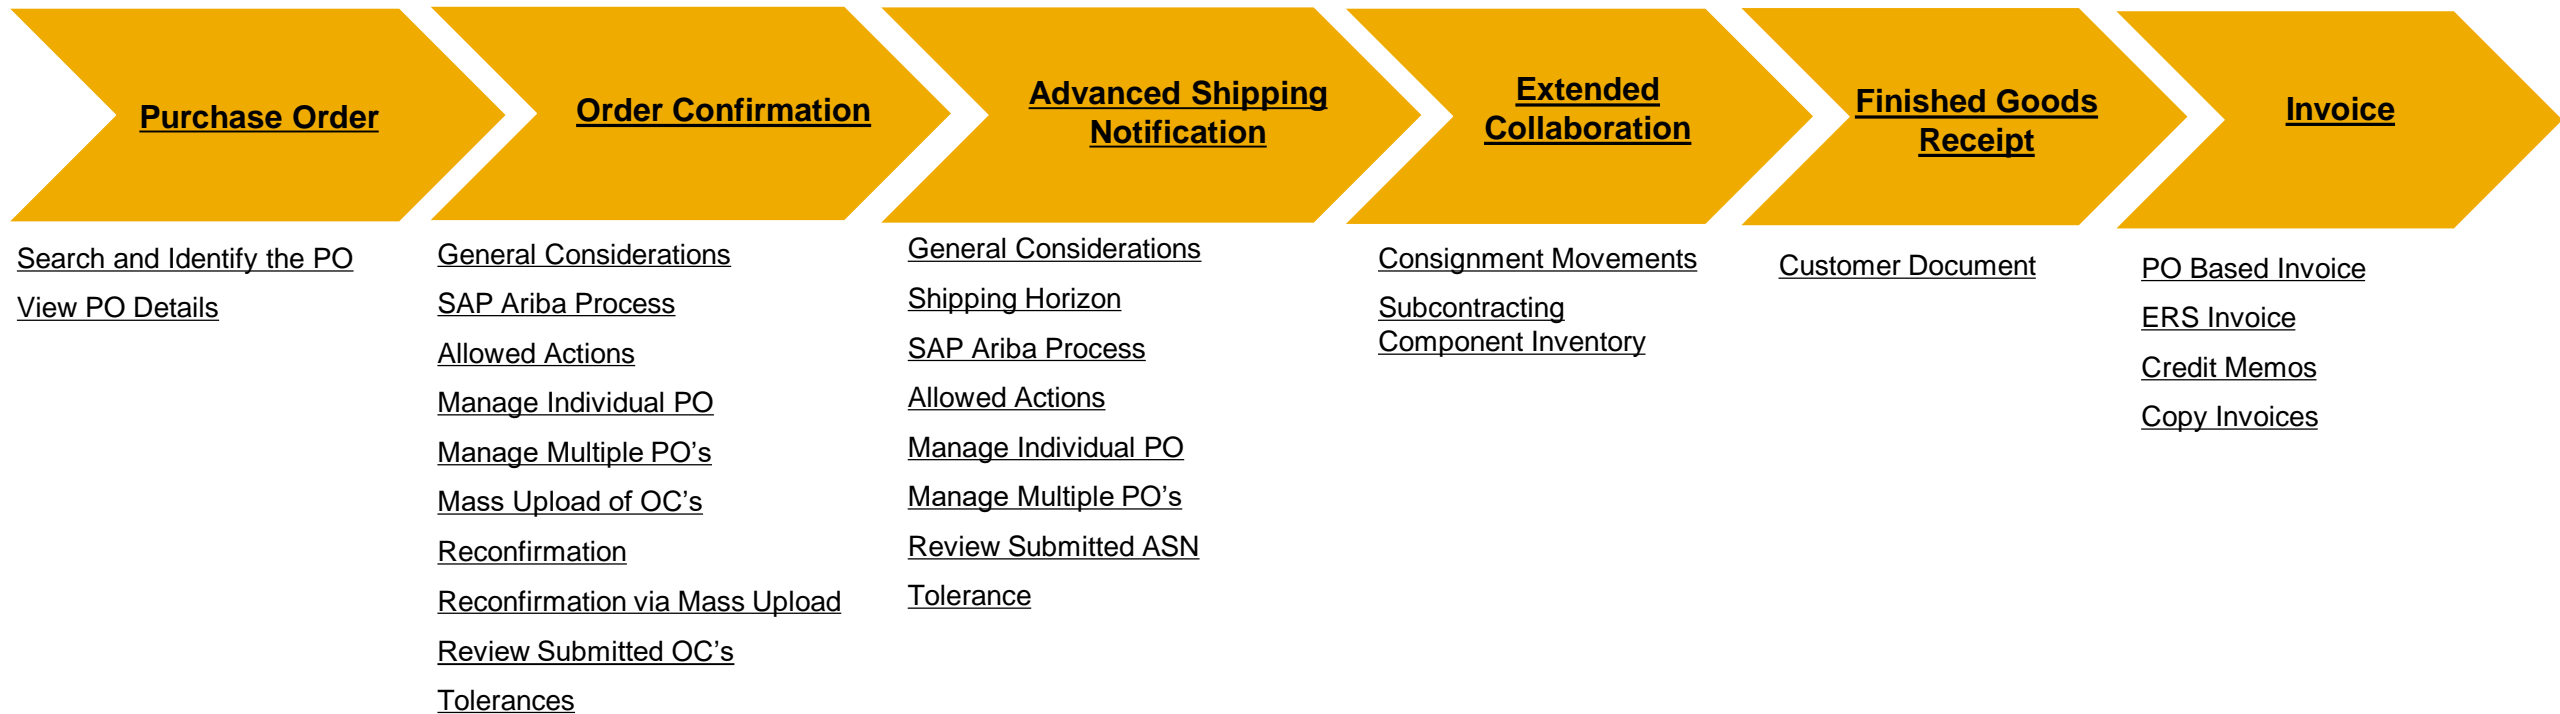 Purchase Order
Search and Identify the PO
View PO Details
Order Confirmation
General Considerations
SAP Ariba Process
Allowed Actions
Manage Individual PO
Manage Multiple PO’s
Mass Upload of OC’s
Reconfirmation
Reconfirmation via Mass Upload
Review Submitted OC’s
Tolerances
Advanced Shipping
Notification
General Considerations
Shipping Horizon
SAP Ariba Process
Allowed Actions
Manage Individual PO
Manage Multiple PO’s
Review Submitted ASN
Tolerance
Extended
Collaboration
Consignment Movements
Subcontracting
Component Inventory
Finished Goods
Receipt
Customer Document
Invoice
PO Based Invoice
ERS Invoice
Credit Memos
Copy Invoices